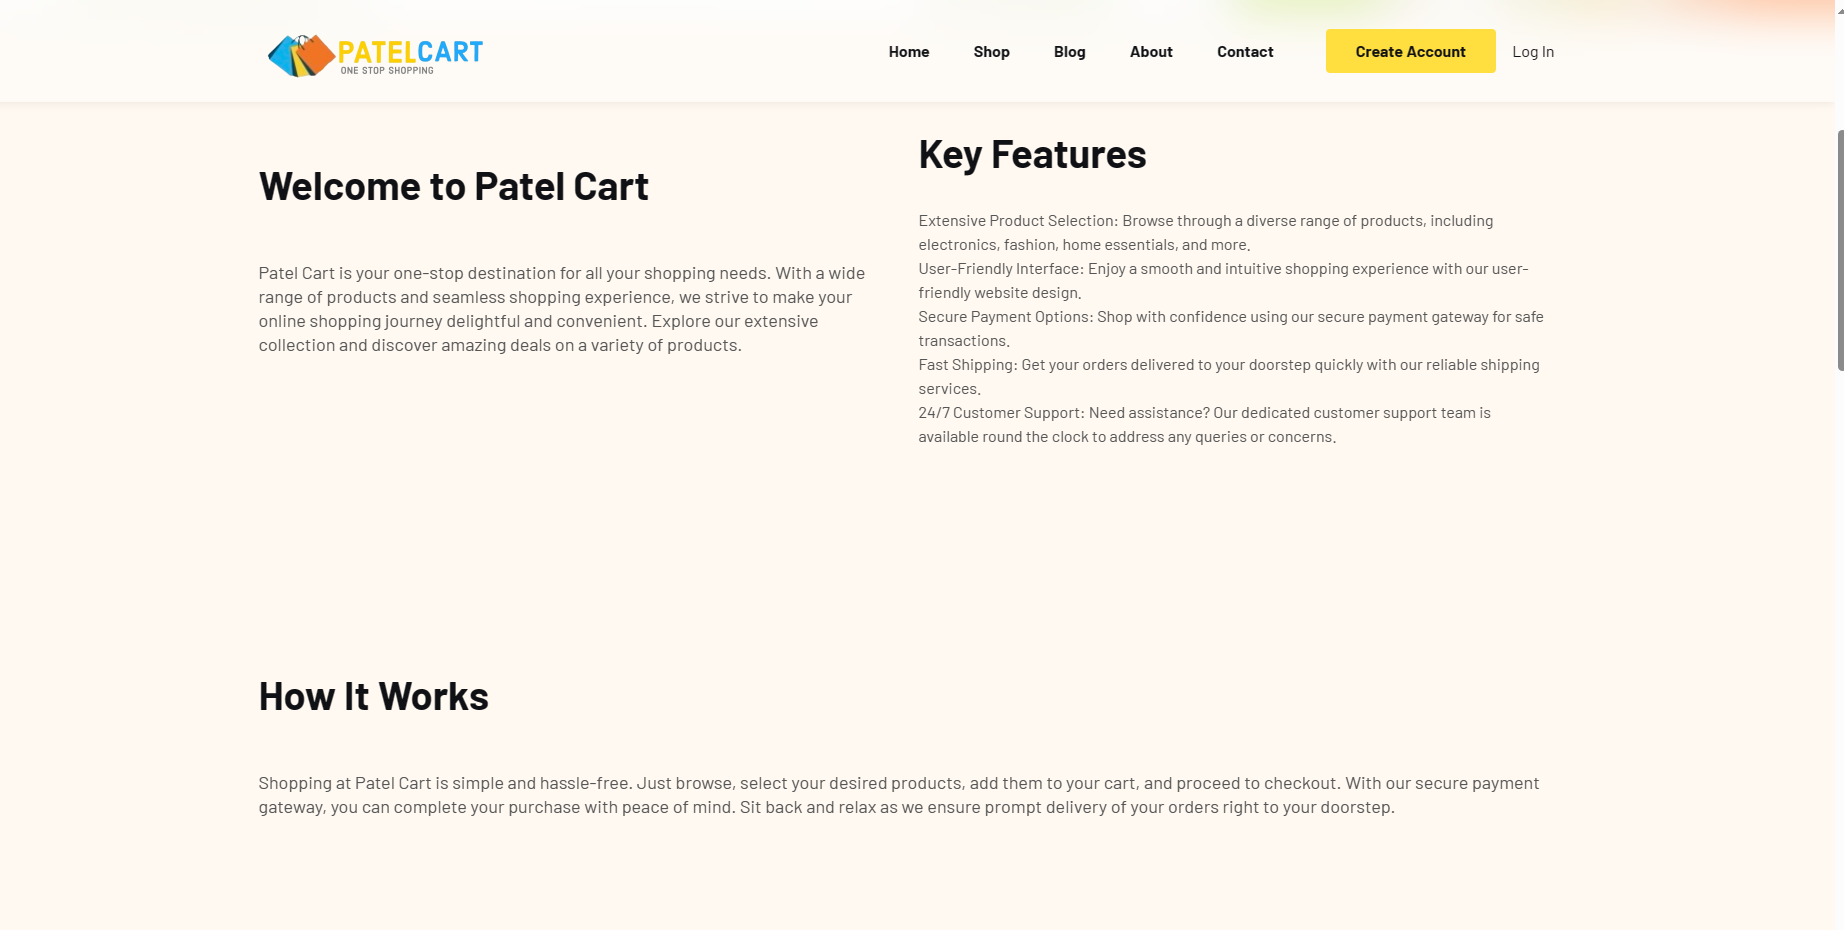 PATELCART
ONE STOP SHOPPING
Home
Shop
Blog
About
Contact
Create Account
Log In
Welcome to Patel Cart
Patel Cart is your one-stop destination for all your shopping needs. With a wide
range of products and seamless shopping experience, we strive to make your
online shopping journey delightful and convenient. Explore our extensive
collection and discover amazing deals on a variety of products.
Key Features
Extensive Product Selection: Browse through a diverse range of products, including
electronics, fashion, home essentials, and more.
User-Friendly Interface: Enjoy a smooth and intuitive shopping experience with our user-
friendly website design.
Secure Payment Options: Shop with confidence using our secure payment gateway for safe
transactions.
Fast Shipping: Get your orders delivered to your doorstep quickly with our reliable shipping
services.
24/7 Customer Support: Need assistance? Our dedicated customer support team is
available round the clock to address any queries or concerns.
How It Works
Shopping at Patel Cart is simple and hassle-free. Just browse, select your desired products, add them to your cart, and proceed to checkout. With our secure payment
gateway, you can complete your purchase with peace of mind. Sit back and relax as we ensure prompt delivery of your orders right to your doorstep.